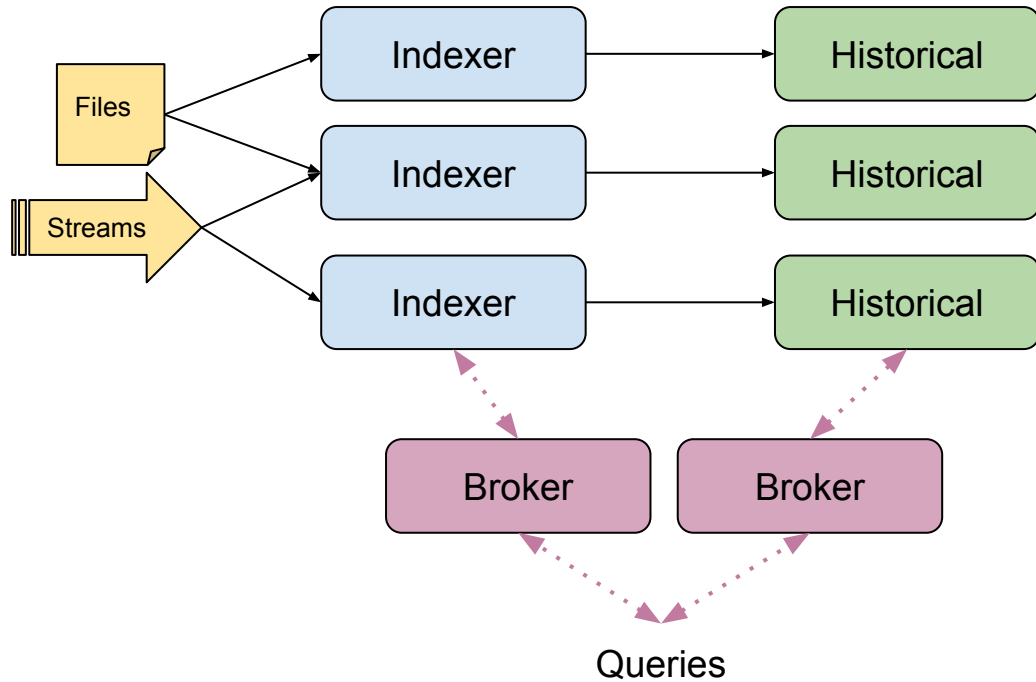 Indexer
Historical
Files
Indexer
Historical
Streams
Indexer
Historical
Broker
Broker
Queries